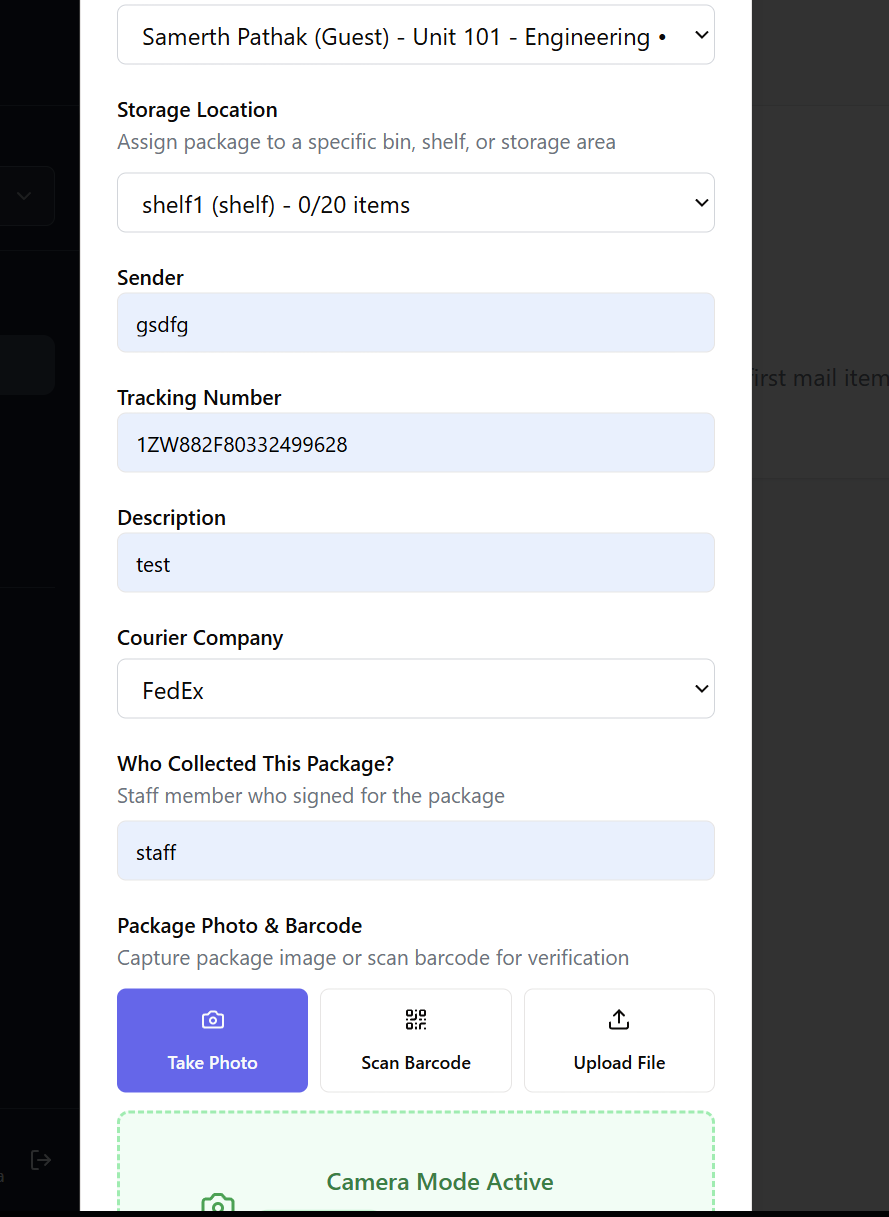 Samerth Pathak (Guest) - Unit 101 - Engineering •
Storage Location
Assign package to a specific bin, shelf, or storage area
shelf1 (shelf) - 0/20 items
Sender
gsdfg
first mail item
Tracking Number
1ZW882F80332499628
Description
test
Courier Company
FedEx
Who Collected This Package?
Staff member who signed for the package
staff
Package Photo & Barcode
Capture package image or scan barcode for verification
Take Photo
Scan Barcode
Upload File
Camera Mode Active